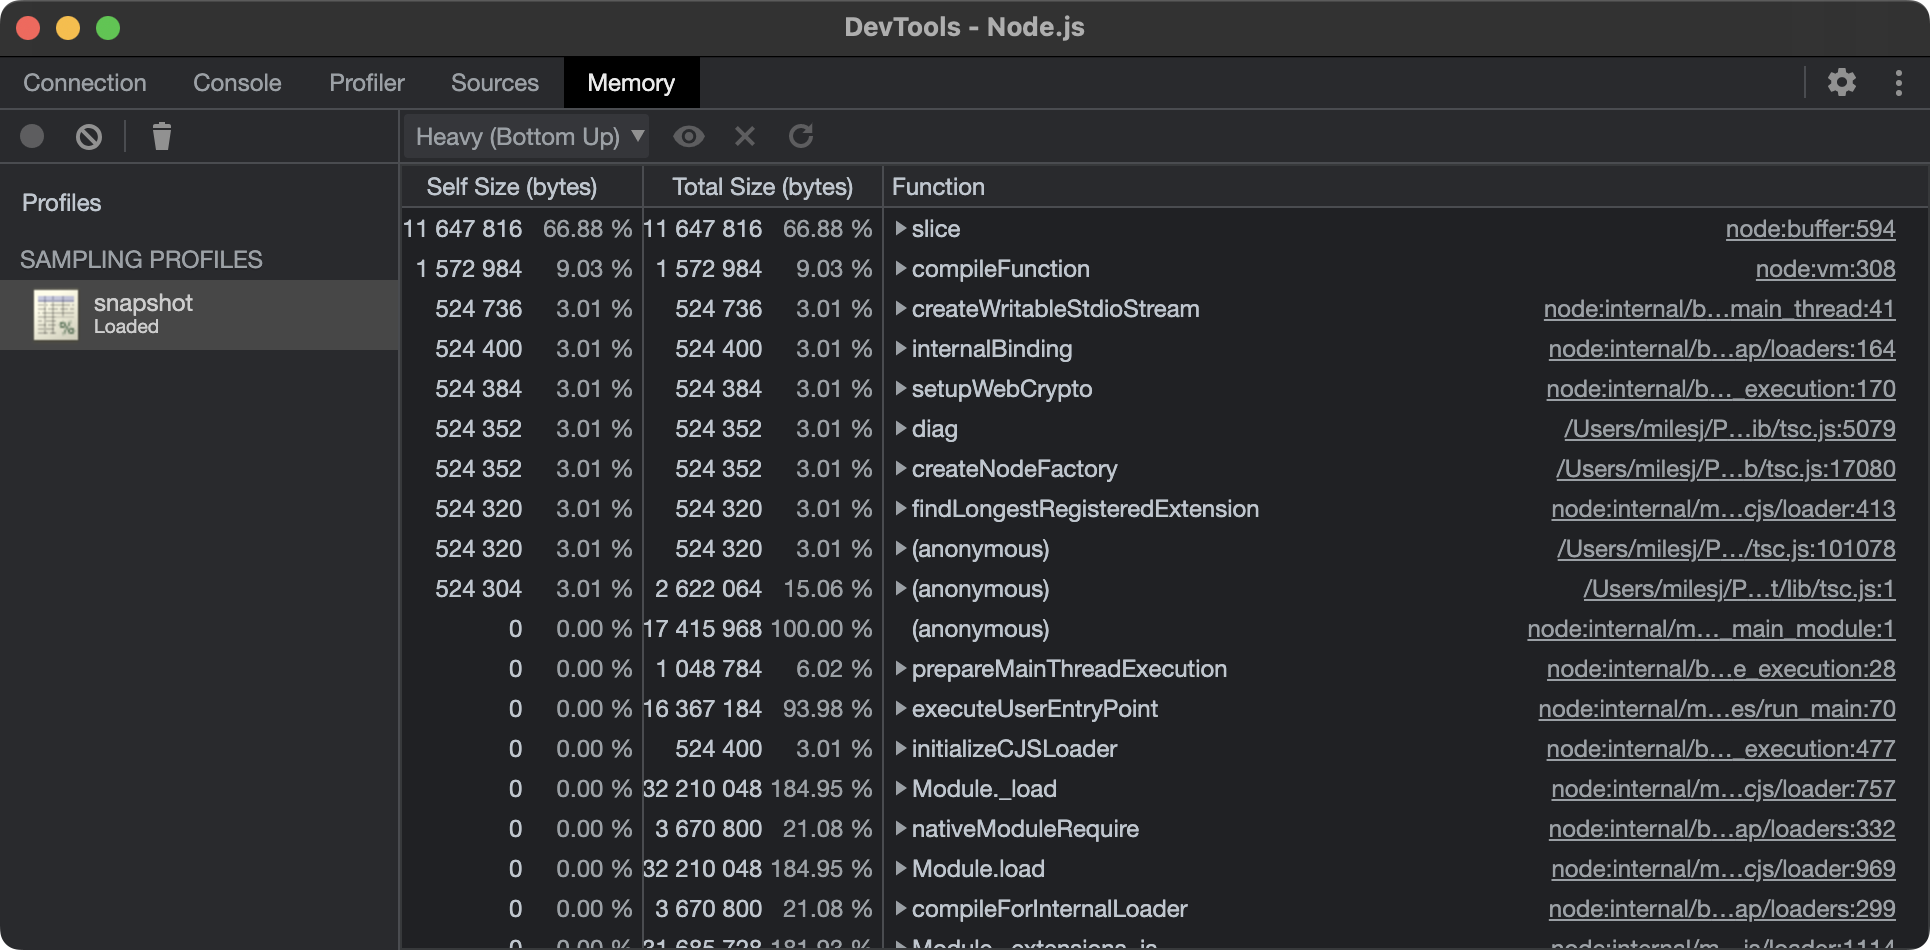 DevTools - Node.js
Connection Console Profiler Sources Memory
Heavy (Bottom Up) ▼
Profiles
SAMPLING PROFILES
snapshot
Loaded
Self Size (bytes) Total Size (bytes) Function
11 647 816 66.88 % 11 647 816 66.88 % slice node:buffer:594
1 572 984 9.03 % 1 572 984 9.03 % compileFunction node:vm:308
524 736 3.01 % 524 736 3.01 % createWritableStdioStream node:internal/b…main_thread:41
524 400 3.01 % 524 400 3.01 % internalBinding node:internal/b…ap/loaders:164
524 384 3.01 % 524 384 3.01 % setupWebCrypto node:internal/b…_execution:170
524 352 3.01 % 524 352 3.01 % diag /Users/milesj/P…ib/tsc.js:5079
524 352 3.01 % 524 352 3.01 % createNodeFactory /Users/milesj/P…b/tsc.js:17080
524 320 3.01 % 524 320 3.01 % findLongestRegisteredExtension node:internal/m…cjs/loader:413
524 320 3.01 % 524 320 3.01 % (anonymous) /Users/milesj/P…/tsc.js:101078
524 304 3.01 % 2 622 064 15.06 % (anonymous) /Users/milesj/P…t/lib/tsc.js:1
0 0.00 % 17 415 968 100.00 % (anonymous) node:internal/m…_main_module:1
0 0.00 % 1 048 784 6.02 % prepareMainThreadExecution node:internal/b…e_execution:28
0 0.00 % 16 367 184 93.98 % executeUserEntryPoint node:internal/m…es/run_main:70
0 0.00 % 524 400 3.01 % initializeCJSLoader node:internal/b…_execution:477
0 0.00 % 32 210 048 184.95 % Module._load node:internal/m…cjs/loader:757
0 0.00 % 3 670 800 21.08 % nativeModuleRequire node:internal/b…ap/loaders:332
0 0.00 % 32 210 048 184.95 % Module.load node:internal/m…cjs/loader:969
0 0.00 % 3 670 800 21.08 % compileForInternalLoader node:internal/b…ap/loaders:299
0 0.00 % 31 685 728 181.93 % Module._extensions..js